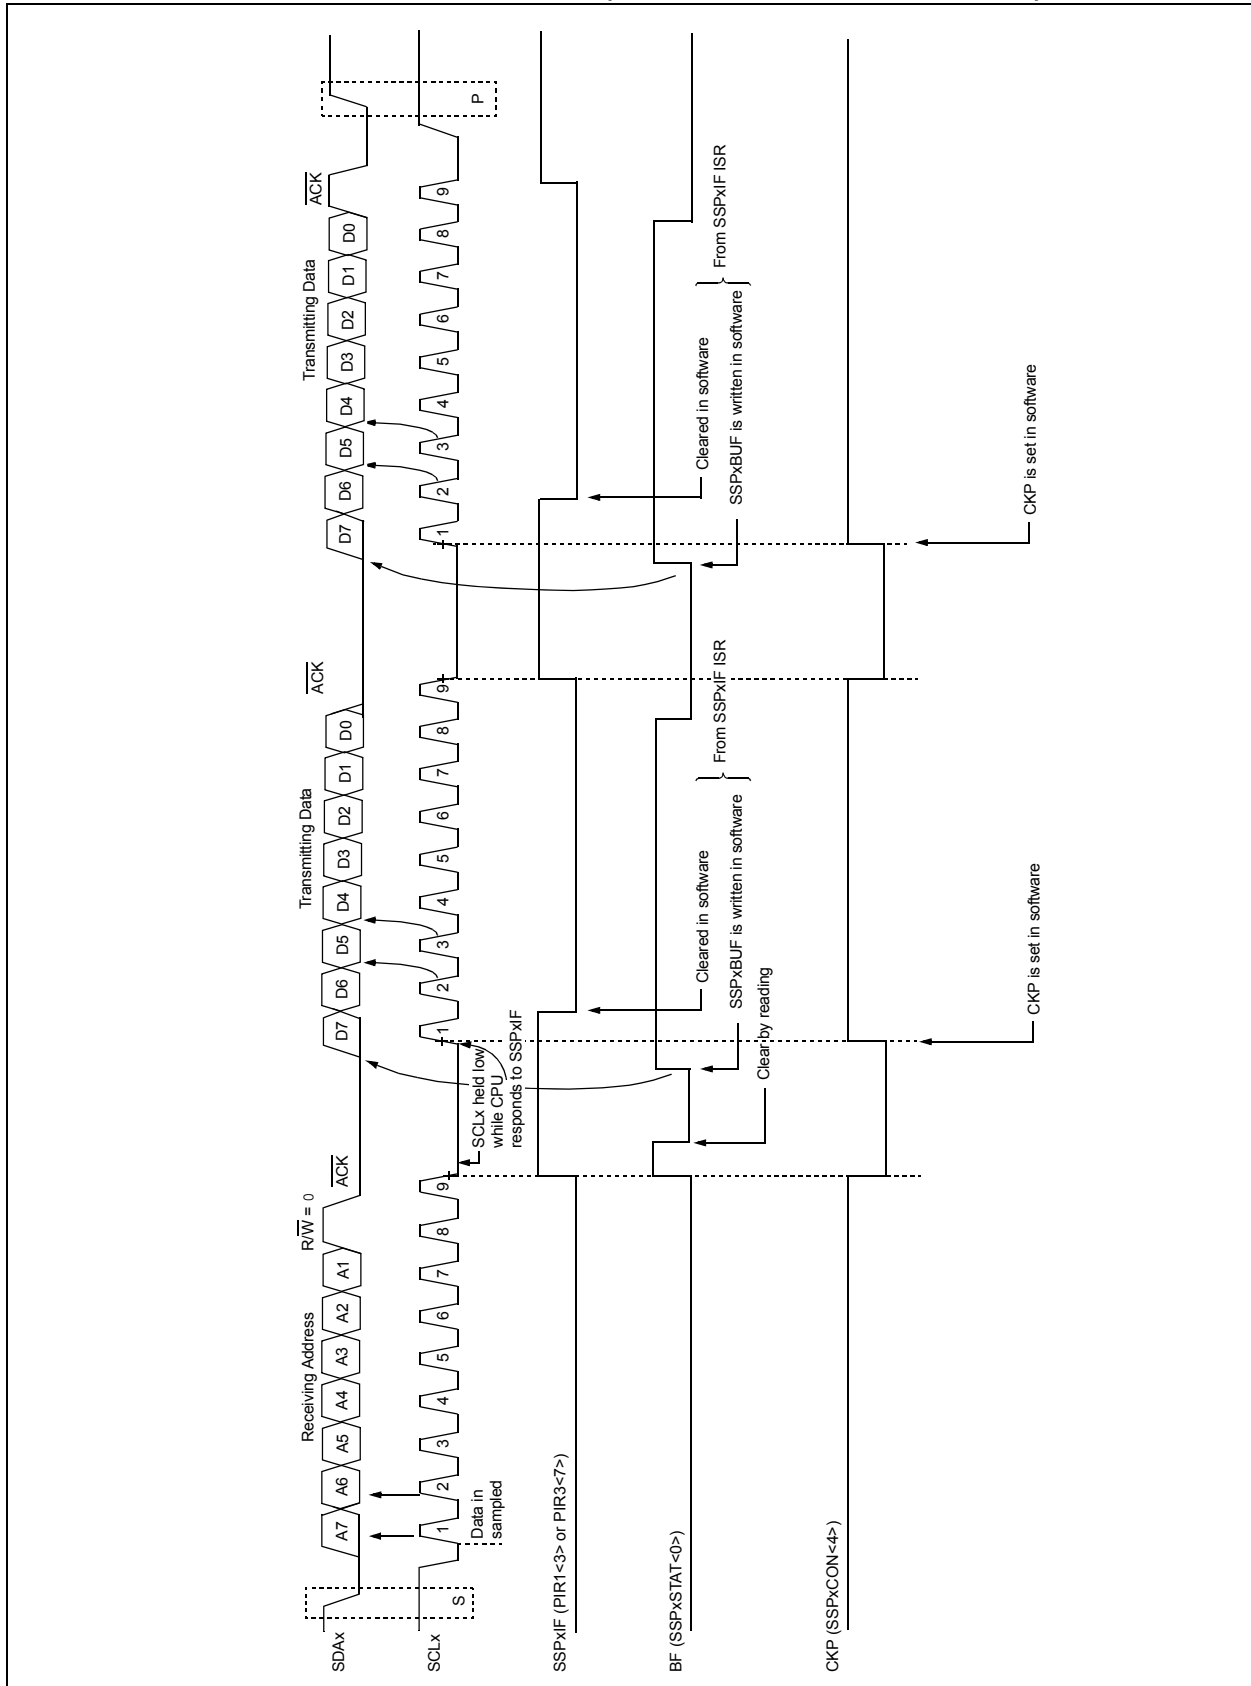 SDAx
S
Receiving Address
R/W = 0
ACK
A7 A6 A5 A4 A3 A2 A1
Transmitting Data
ACK
D7 D6 D5 D4 D3 D2 D1 D0
Transmitting Data
ACK
D7 D6 D5 D4 D3 D2 D1 D0
P
SCLx
1 2 3 4 5 6 7 8 9
1 2 3 4 5 6 7 8 9
1 2 3 4 5 6 7 8 9
Data in
sampled
SCLx held low
while CPU
responds to SSPxIF
SSPxIF (PIR1<3> or PIR3<7>)
BF (SSPxSTAT<0>)
Cleared in software
From SSPxIF ISR
SSPxBUF is written in software
Clear by reading
Cleared in software
From SSPxIF ISR
SSPxBUF is written in software
CKP (SSPxCON<4>)
CKP is set in software
CKP is set in software